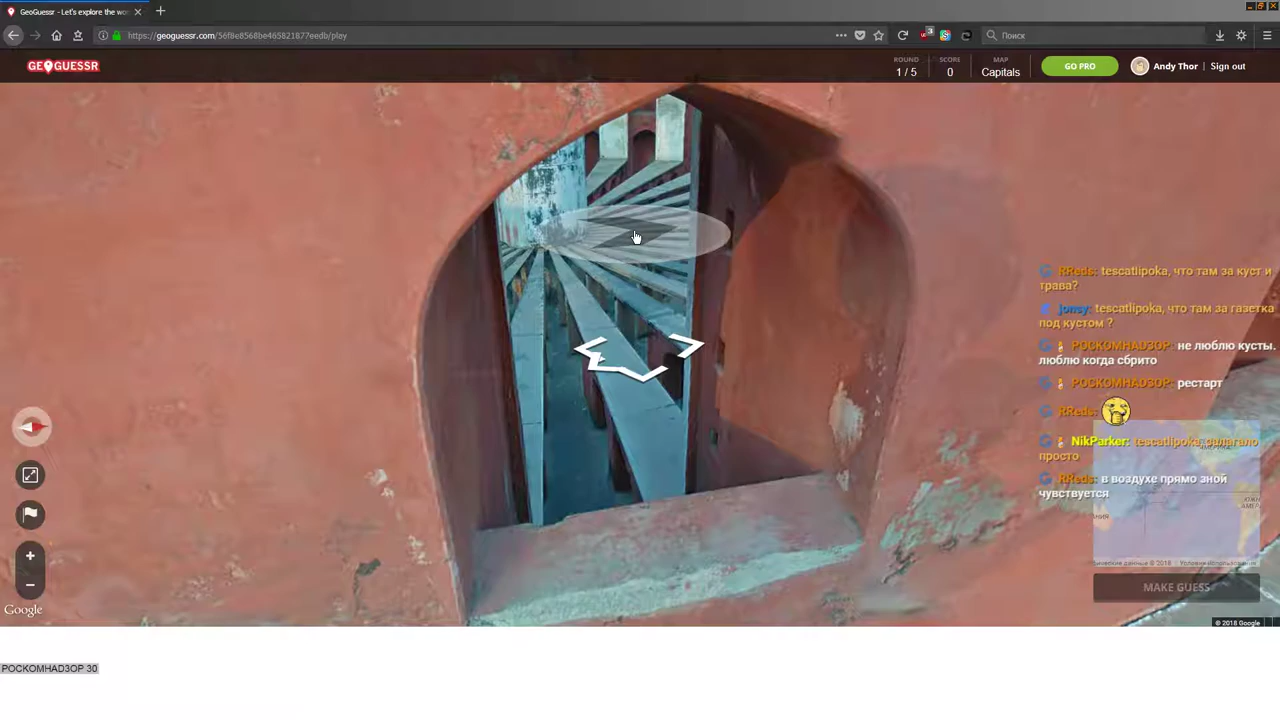 GeoGuessr - Let's explore the wo
https://geoguessr.com/56f8e8568be465821877eedb/play
3
Поиск
GEOGUESSR
ROUND
1 / 5
SCORE
0
MAP
Capitals
GO PRO
Andy Thor | Sign out
RReds: tescatlipoka, что там за куст и
трава?
jonsy: tescatlipoka, что там за газетка
под кустом ?
РОСКОМНАДЗОР: не люблю кусты.
люблю когда сбрито
РОСКОМНАДЗОР: рестарт
RReds:
NikParker: tescatlipoka, залагало
просто
RReds: в воздухе прямо зной
чувствуется
MAKE GUESS
Google
© 2018 Google
РОСКОМНАДЗОР 30